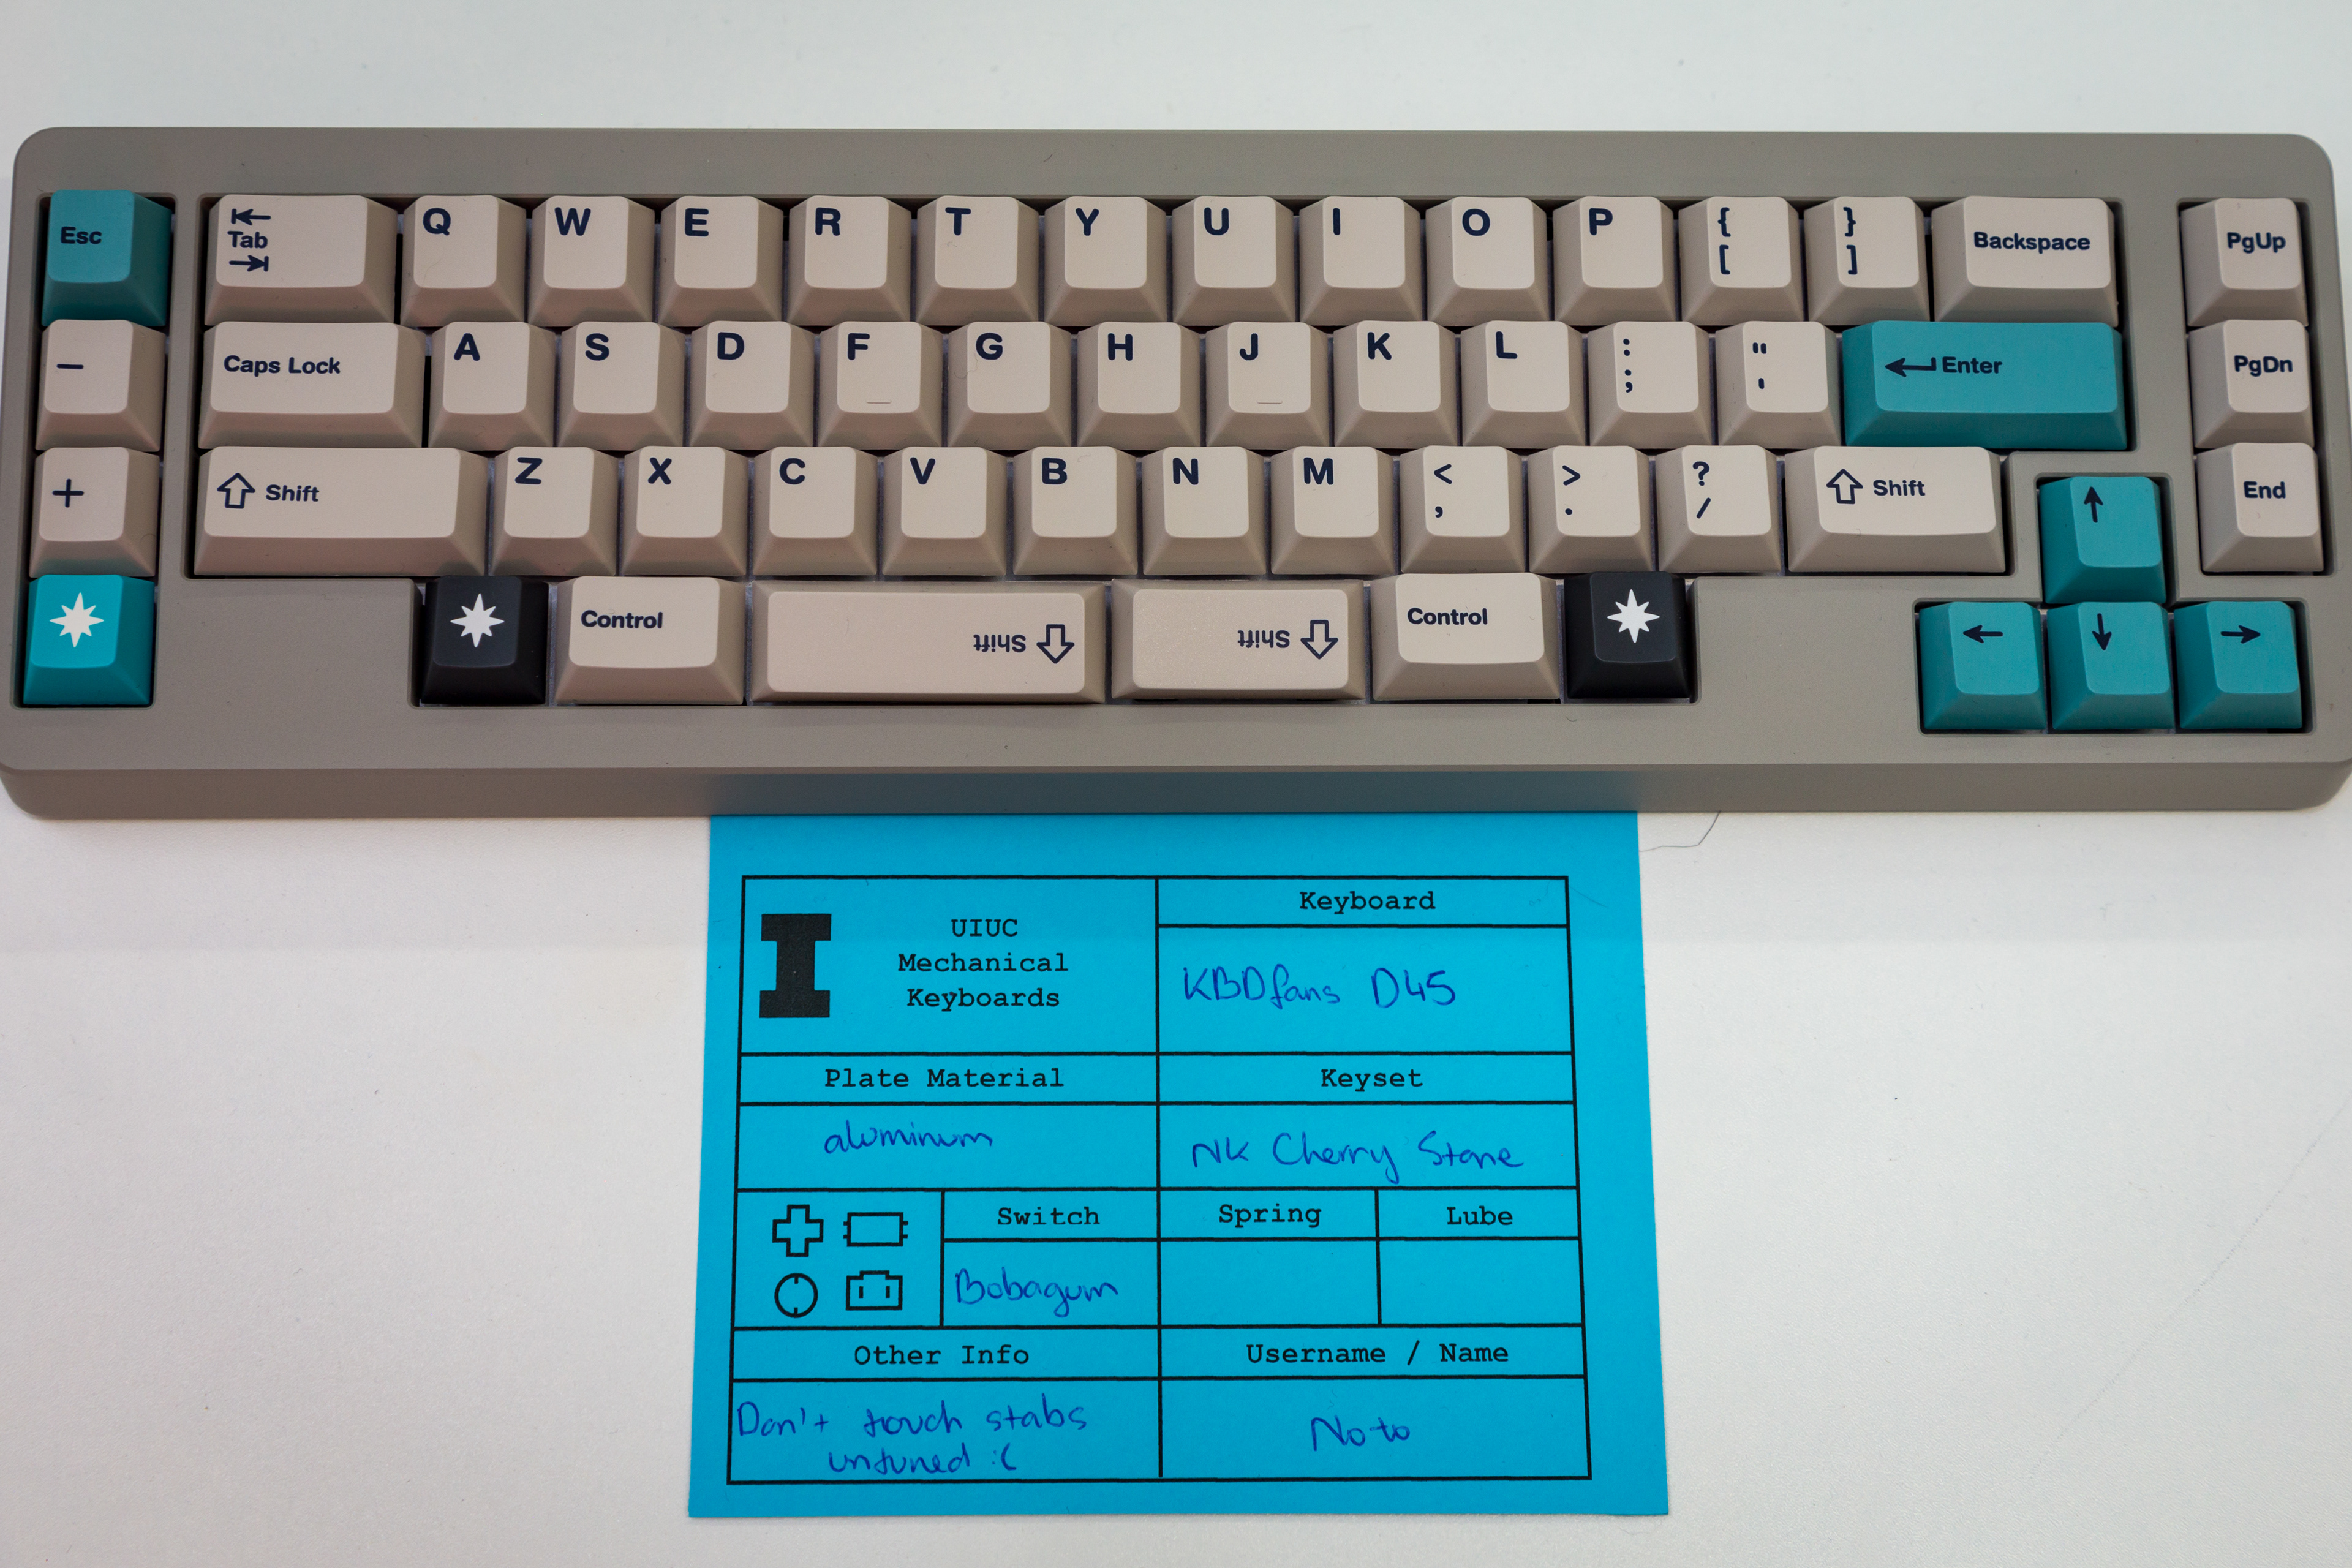 Esc Tab Q W E R T Y U I O P { [ } ] Backspace PgUp
− Caps Lock A S D F G H J K L : ; " ' Enter PgDn
+ Shift Z X C V B N M < , > . ? / Shift ↑ End
Control Shift Shift Control ← ↓ →
I
UIUC
Mechanical
Keyboards
Keyboard
KBDfans D45
Plate Material
aluminum
Keyset
NK Cherry Stone
Switch
Bobagum
Spring
Lube
Other Info
Don't touch stabs
untuned :(
Username / Name
Noto